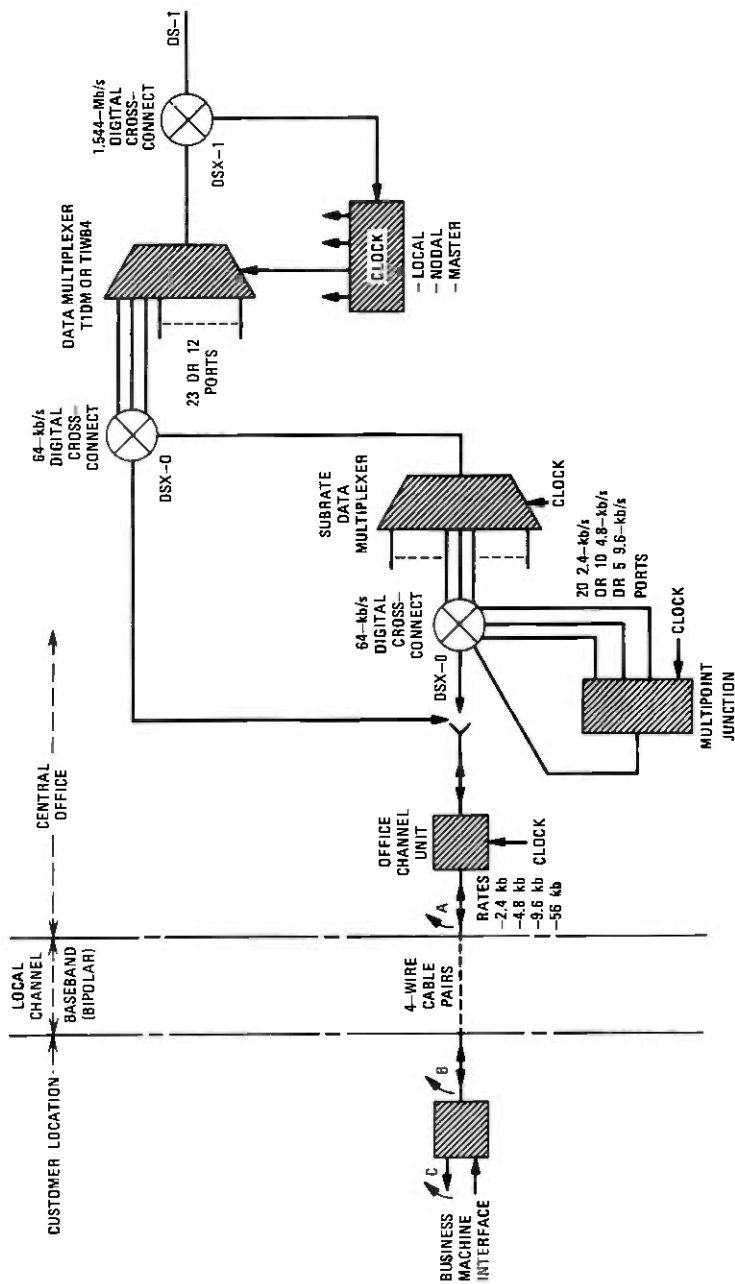 CUSTOMER LOCATION
LOCAL
CHANNEL
BASEBAND
(BIPOLAR)
CENTRAL
OFFICE
BUSINESS
MACHINE
INTERFACE
C
B
4-WIRE
CABLE
PAIRS
A
OFFICE
CHANNEL
UNIT
CLOCK
RATES
-2.4 kb
-4.8 kb
-9.6 kb
-56 kb
64-kb/s
DIGITAL
CROSS-
CONNECT
DSX-0
MULTIPOINT
JUNCTION
CLOCK
20 2.4-kb/s
OR 10 4.8-kb/s
OR 5 9.6-kb/s
PORTS
SUBRATE
DATA
MULTIPLEXER
CLOCK
64-kb/s
DIGITAL
CROSS-
CONNECT
DSX-0
23 OR 12
PORTS
DATA MULTIPLEXER
T1DM OR T1WB4
CLOCK
- LOCAL
- NODAL
- MASTER
1.544-Mb/s
DIGITAL
CROSS-
CONNECT
DSX-1
DS-1